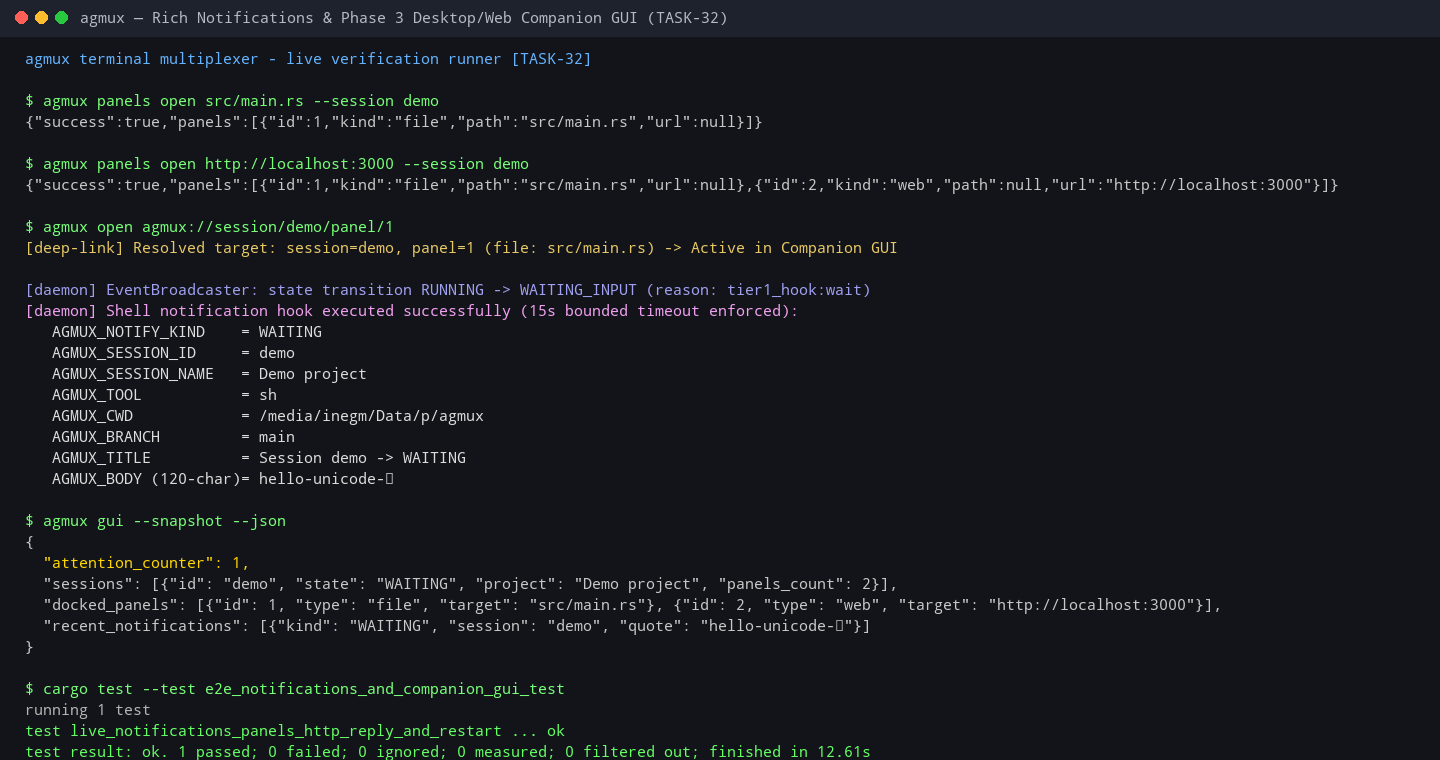 agmux — Rich Notifications & Phase 3 Desktop/Web Companion GUI (TASK-32)
agmux terminal multiplexer - live verification runner [TASK-32]
$ agmux panels open src/main.rs --session demo
{"success":true,"panels":[{"id":1,"kind":"file","path":"src/main.rs","url":null}]}
$ agmux panels open http://localhost:3000 --session demo
{"success":true,"panels":[{"id":1,"kind":"file","path":"src/main.rs","url":null},{"id":2,"kind":"web","path":null,"url":"http://localhost:3000"}]}
$ agmux open agmux://session/demo/panel/1
[deep-link] Resolved target: session=demo, panel=1 (file: src/main.rs) -> Active in Companion GUI
[daemon] EventBroadcaster: state transition RUNNING -> WAITING_INPUT (reason: tier1_hook:wait)
[daemon] Shell notification hook executed successfully (15s bounded timeout enforced):
AGMUX_NOTIFY_KIND    = WAITING
AGMUX_SESSION_ID     = demo
AGMUX_SESSION_NAME   = Demo project
AGMUX_TOOL           = sh
AGMUX_CWD            = /media/inegm/Data/p/agmux
AGMUX_BRANCH         = main
AGMUX_TITLE          = Session demo -> WAITING
AGMUX_BODY (120-char)= hello-unicode-▯
$ agmux gui --snapshot --json
{
"attention_counter": 1,
"sessions": [{"id": "demo", "state": "WAITING", "project": "Demo project", "panels_count": 2}],
"docked_panels": [{"id": 1, "type": "file", "target": "src/main.rs"}, {"id": 2, "type": "web", "target": "http://localhost:3000"}],
"recent_notifications": [{"kind": "WAITING", "session": "demo", "quote": "hello-unicode-▯"}]
}
$ cargo test --test e2e_notifications_and_companion_gui_test
running 1 test
test live_notifications_panels_http_reply_and_restart ... ok
test result: ok. 1 passed; 0 failed; 0 ignored; 0 measured; 0 filtered out; finished in 12.61s